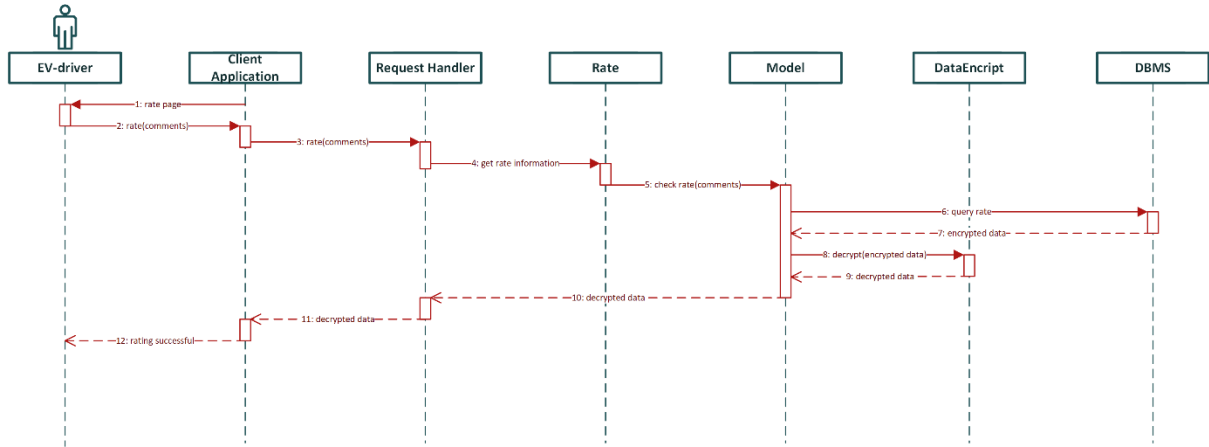 EV-driver
Client
Application
Request Handler
Rate
Model
DataEncript
DBMS
1: rate page
2: rate(comments)
3: rate(comments)
4: get rate information
5: check rate(comments)
6: query rate
7: encrypted data
8: decrypt(encrypted data)
9: decrypted data
10: decrypted data
11: decrypted data
12: rating successful